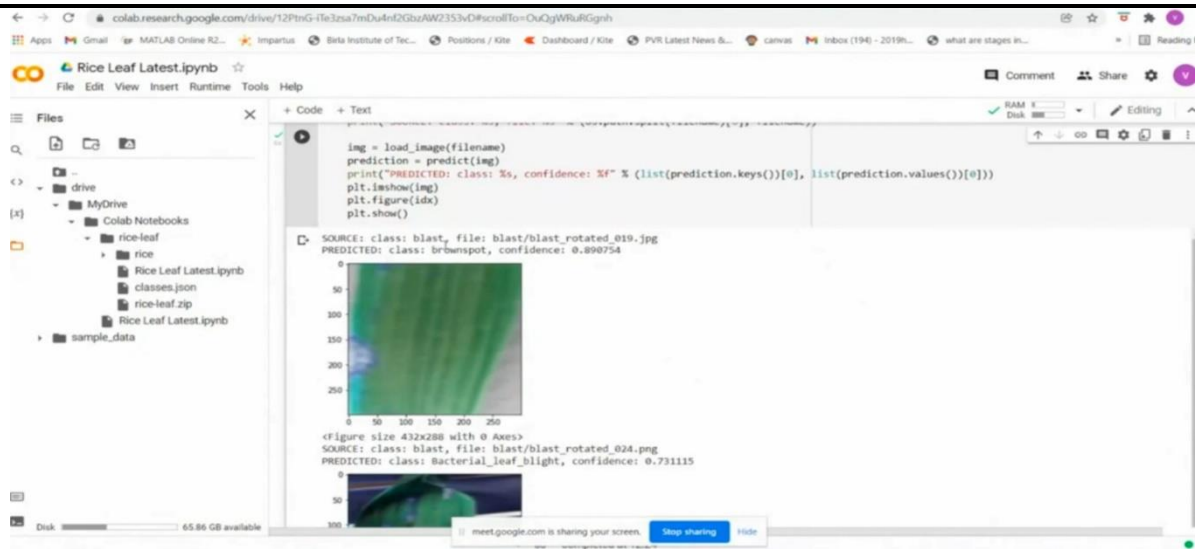 colab.research.google.com/drive/12PtnG-iTe3zsa7mDu4nf2GbzAW2353vD#scrollTo=OuQgWRuRGgnh
Apps Gmail MATLAB Online R2... Impartus Birla Institute of Tec... Positions / Kite Dashboard / Kite PVR Latest News &... canvas Inbox (194) - 2019h... what are stages in... » Reading
CO Rice Leaf Latest.ipynb
File Edit View Insert Runtime Tools Help
Comment Share V
Files
+ Code + Text
RAM
Disk
Editing
..
drive
MyDrive
Colab Notebooks
rice-leaf
rice
Rice Leaf Latest.ipynb
classes.json
rice-leaf.zip
Rice Leaf Latest.ipynb
sample_data
Disk 65.86 GB available
img = load_image(filename)
prediction = predict(img)
print("PREDICTED: class: %s, confidence: %f" % (list(prediction.keys())[0], list(prediction.values())[0]))
plt.imshow(img)
plt.figure(idx)
plt.show()
SOURCE: class: blast, file: blast/blast_rotated_019.jpg
PREDICTED: class: brownspot, confidence: 0.890754
0
50
100
150
200
250
0 50 100 150 200 250
<Figure size 432x288 with 0 Axes>
SOURCE: class: blast, file: blast/blast_rotated_024.png
PREDICTED: class: Bacterial_leaf_blight, confidence: 0.731115
0
50
100
meet.google.com is sharing your screen. Stop sharing Hide